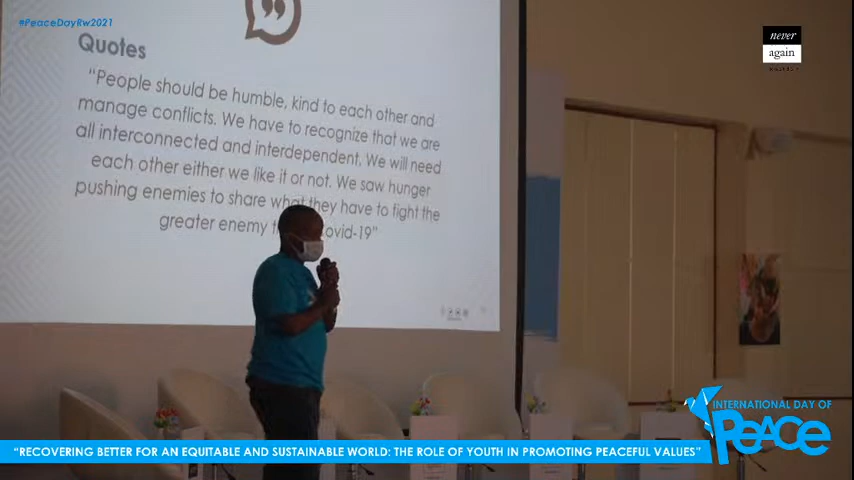 #PeaceDayRw2021
never
again
Quotes
“People should be humble, kind to each other and
manage conflicts. We have to recognize that we are
all interconnected and interdependent. We will need
each other either we like it or not. We saw hunger
pushing enemies to share what they have to fight the
greater enemy ovid-19”
INTERNATIONAL DAY OF
PEACE
“RECOVERING BETTER FOR AN EQUITABLE AND SUSTAINABLE WORLD: THE ROLE OF YOUTH IN PROMOTING PEACEFUL VALUES”